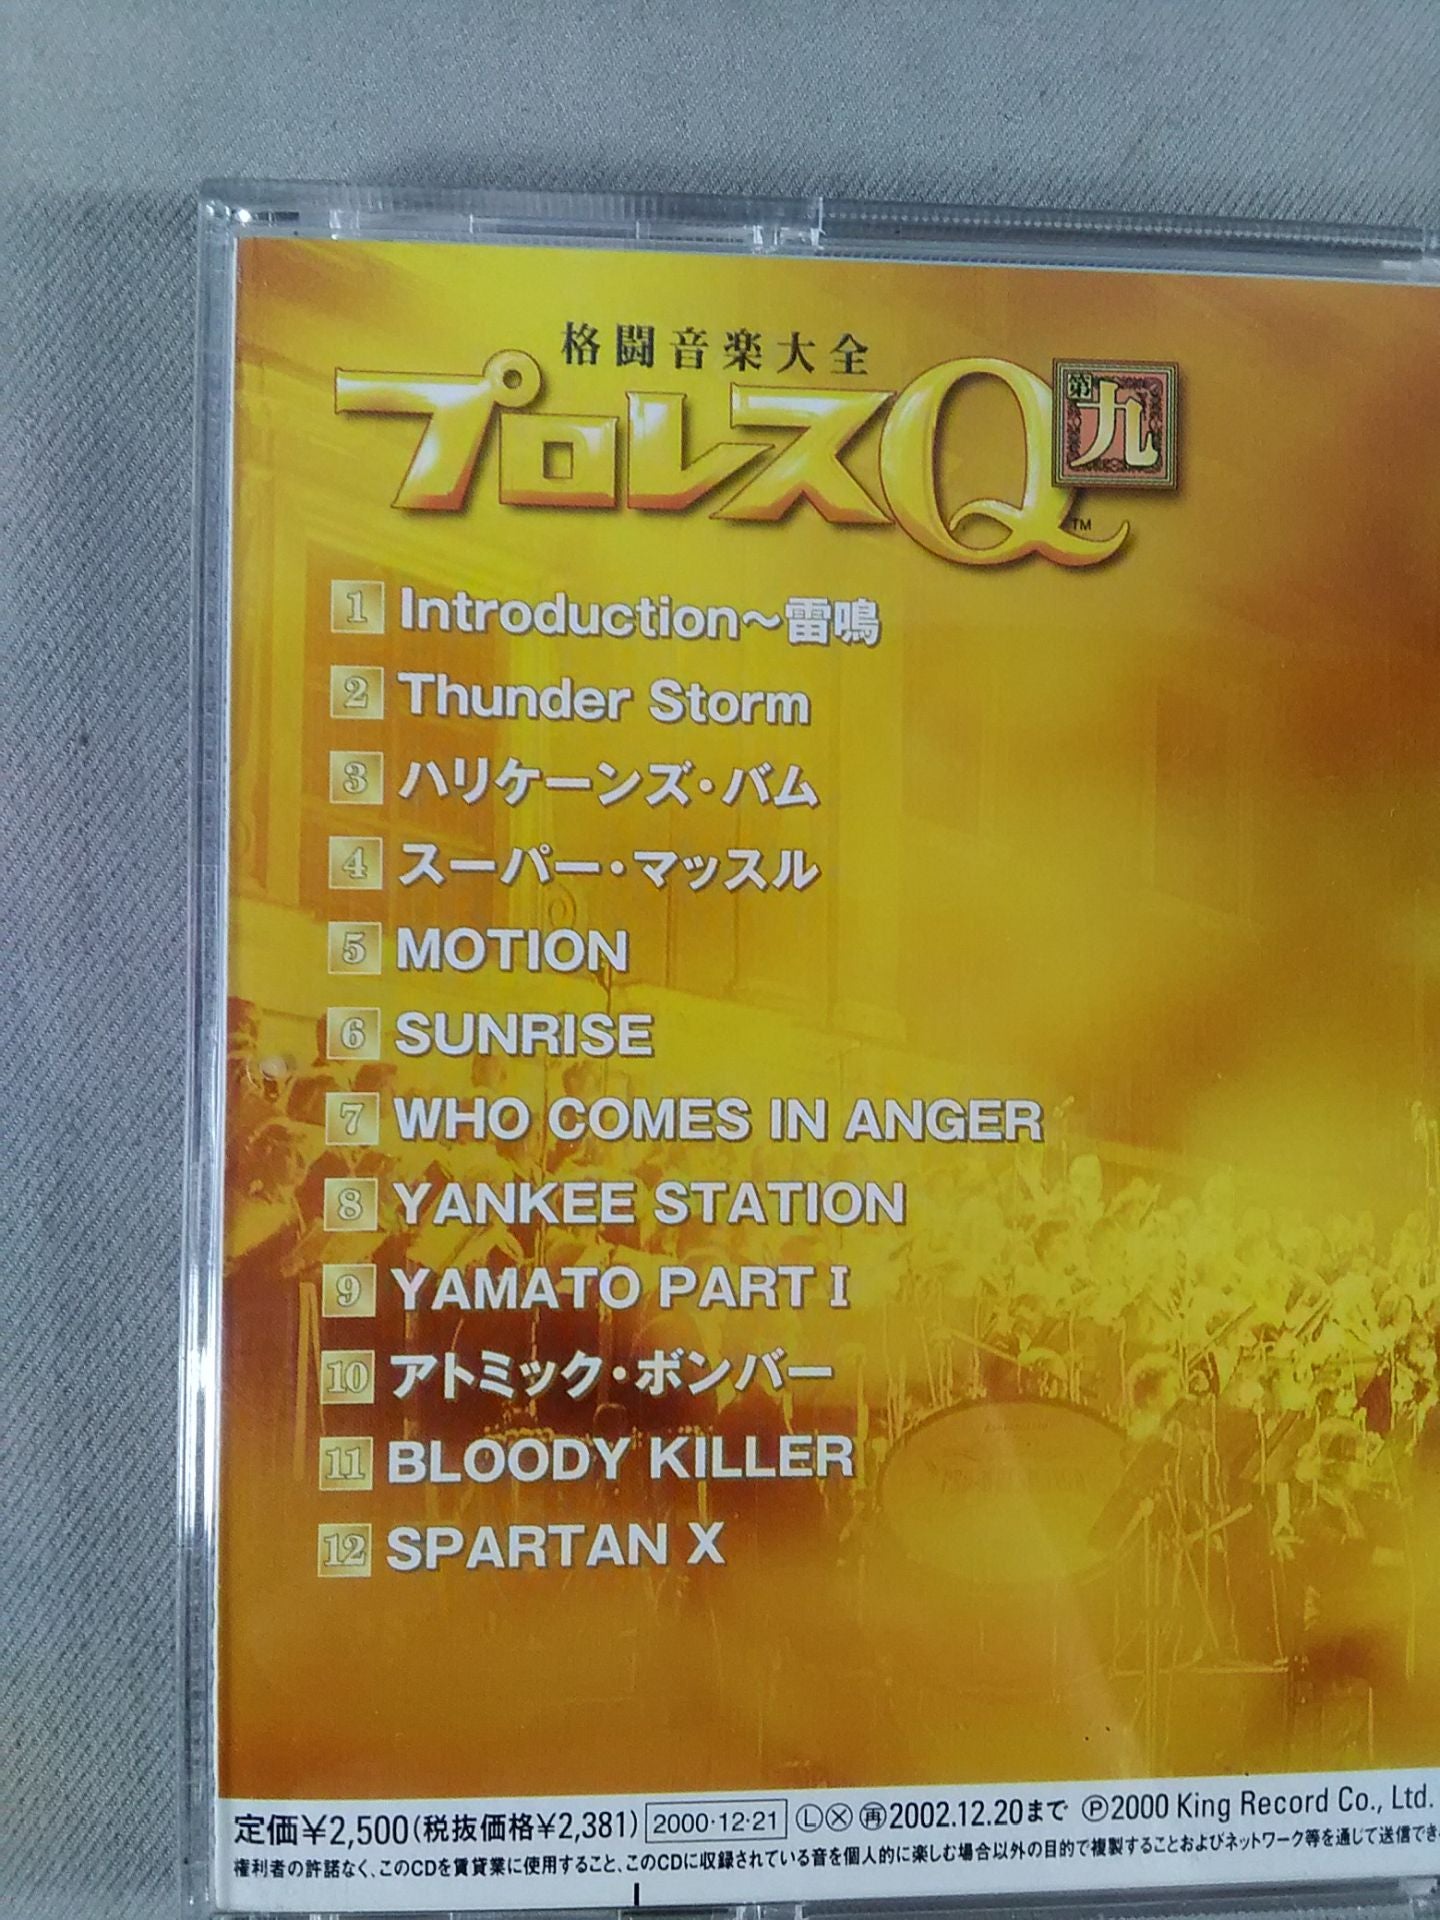 格闘音楽大全
プロレスQ 第九
TM
1 Introduction〜雷鳴
2 Thunder Storm
3 ハリケーンズ・バム
4 スーパー・マッスル
5 MOTION
6 SUNRISE
7 WHO COMES IN ANGER
8 YANKEE STATION
9 YAMATO PART I
10 アトミック・ボンバー
11 BLOODY KILLER
12 SPARTAN X
定価¥2,500(税抜価格¥2,381) 2000・12・21 Ⓛ Ⓧ 再 2002.12.20まで Ⓟ2000 King Record Co., Ltd.
権利者の許諾なく、このCDを賃貸業に使用すること、このCDに収録されている音を個人的に楽しむ場合以外の目的で複製することおよびネットワーク等を通じて送信でき